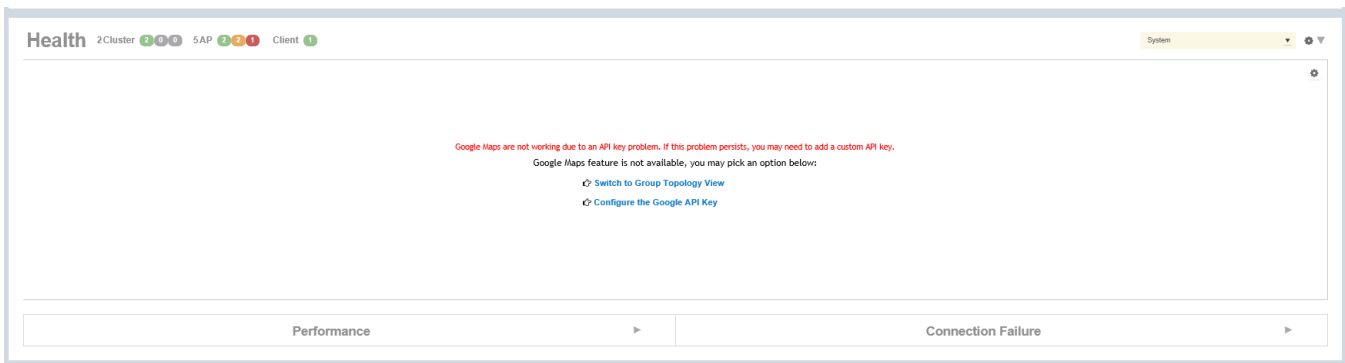 Health 2Cluster 2 0 0 5AP 2 2 1 Client 1 System
Google Maps are not working due to an API key problem. If this problem persists, you may need to add a custom API key.
Google Maps feature is not available, you may pick an option below:
Switch to Group Topology View
Configure the Google API Key
Performance Connection Failure